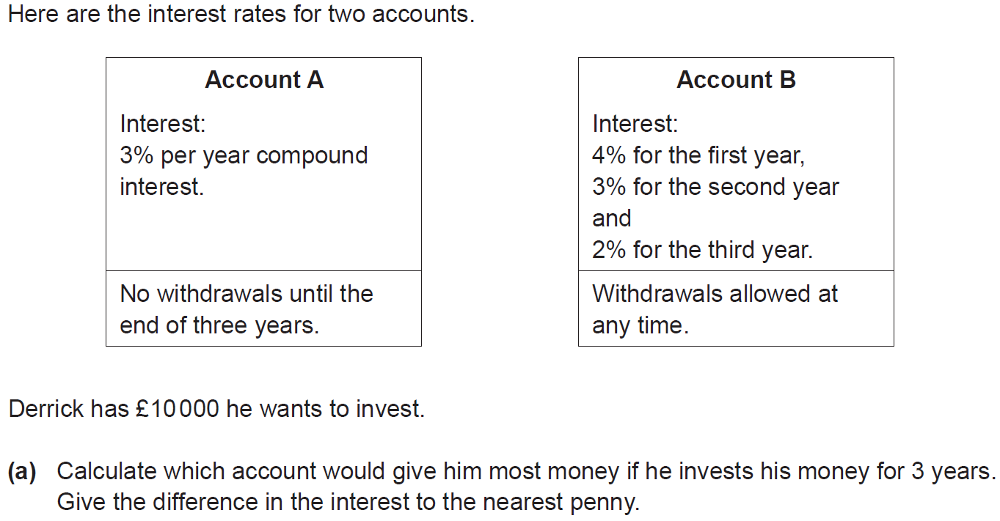 Here are the interest rates for two accounts.
Account A
Interest:
3% per year compound
interest.
No withdrawals until the
end of three years.
Account B
Interest:
4% for the first year,
3% for the second year
and
2% for the third year.
Withdrawals allowed at
any time.
Derrick has £10 000 he wants to invest.
(a) Calculate which account would give him most money if he invests his money for 3 years.
Give the difference in the interest to the nearest penny.